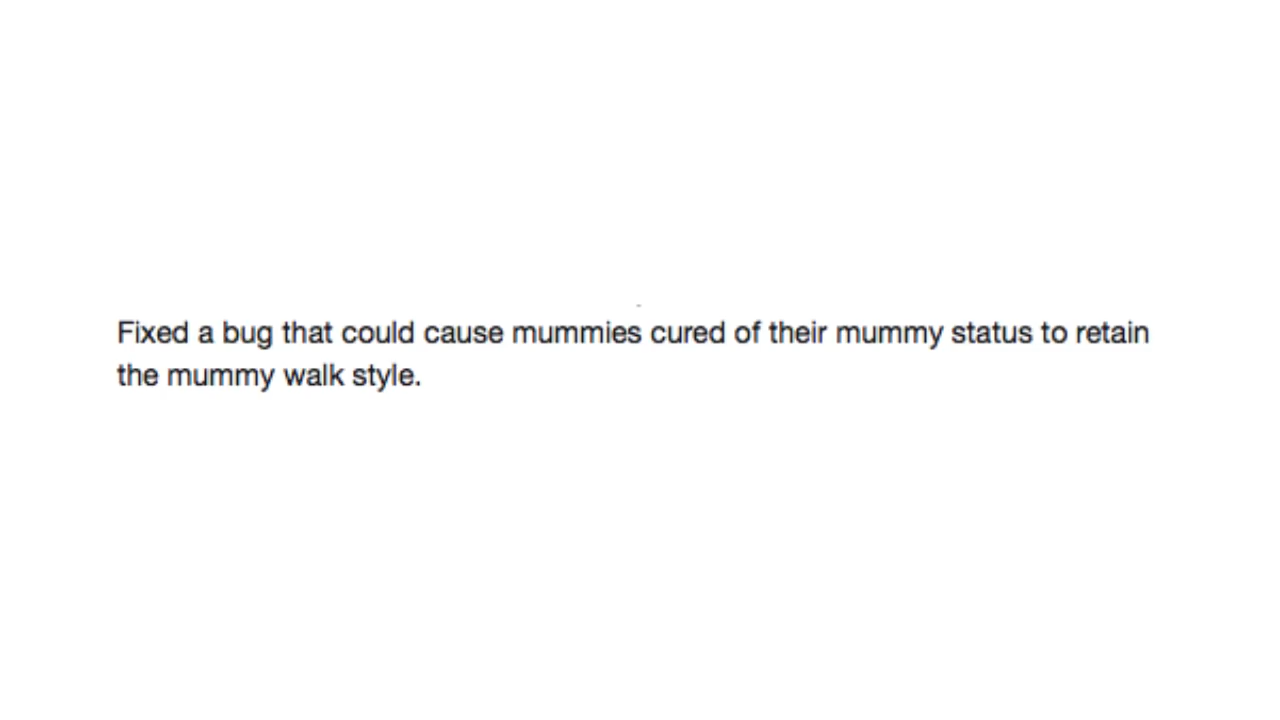 Fixed a bug that could cause mummies cured of their mummy status to retain
the mummy walk style.